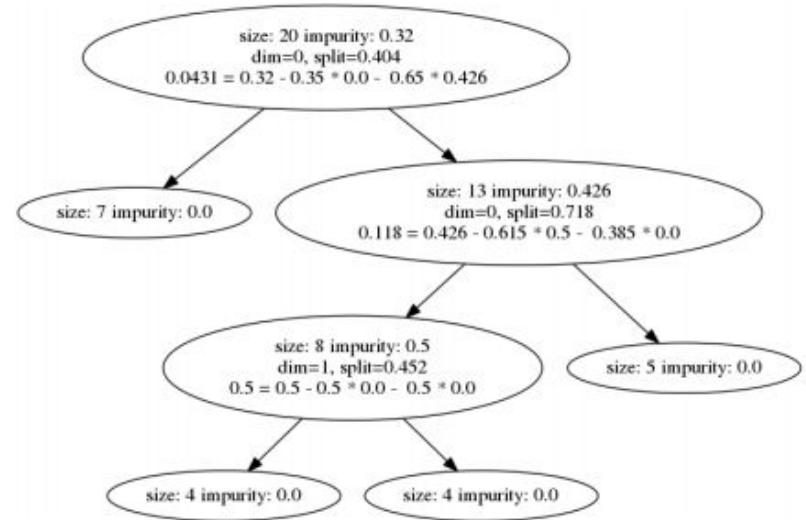 size: 20 impurity: 0.32
dim=0, split=0.404
0.0431 = 0.32 - 0.35 * 0.0 - 0.65 * 0.426
size: 7 impurity: 0.0
size: 13 impurity: 0.426
dim=0, split=0.718
0.118 = 0.426 - 0.615 * 0.5 - 0.385 * 0.0
size: 8 impurity: 0.5
dim=1, split=0.452
0.5 = 0.5 - 0.5 * 0.0 - 0.5 * 0.0
size: 5 impurity: 0.0
size: 4 impurity: 0.0
size: 4 impurity: 0.0